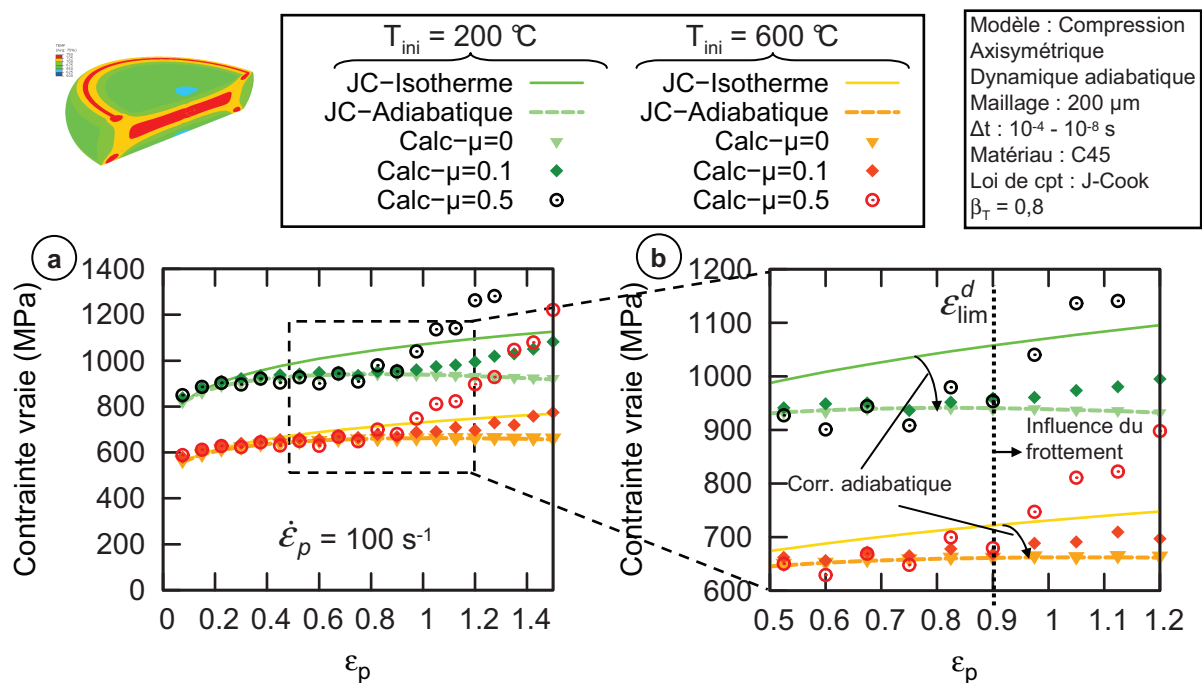 T_ini = 200 °C
T_ini = 600 °C
JC−Isotherme
JC−Isotherme
JC−Adiabatique
JC−Adiabatique
Calc−μ=0
Calc−μ=0
Calc−μ=0.1
Calc−μ=0.1
Calc−μ=0.5
Calc−μ=0.5
Modèle : Compression
Axisymétrique
Dynamique adiabatique
Maillage : 200 μm
Δt : 10⁻⁴ - 10⁻⁸ s
Matériau : C45
Loi de cpt : J-Cook
β_T = 0,8
a
Contrainte vraie (MPa)
1400
1200
1000
800
600
400
200
0
ε̇_p = 100 s⁻¹
0 0.2 0.4 0.6 0.8 1 1.2 1.4
ε_p
b
Contrainte vraie (MPa)
1200
1100
1000
900
800
700
600
ε^d_lim
Influence du
frottement
Corr. adiabatique
0.5 0.6 0.7 0.8 0.9 1 1.1 1.2
ε_p